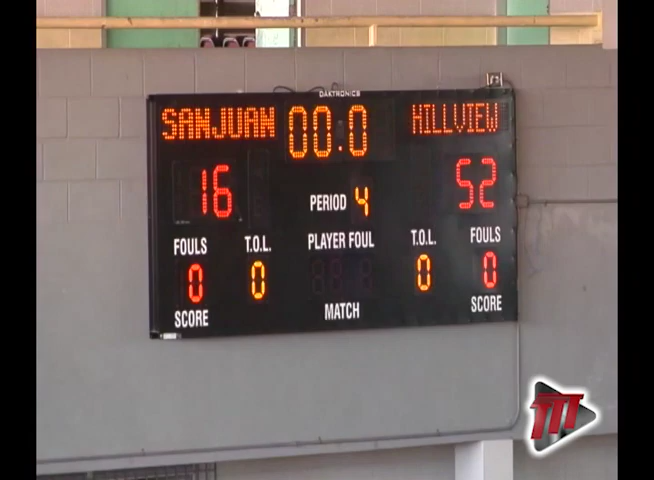 DAKTRONICS
SANJUAN 00.0 HILLVIEW
16 PERIOD 4 52
FOULS T.O.L. PLAYER FOUL T.O.L. FOULS
0 0 0 0
SCORE MATCH SCORE